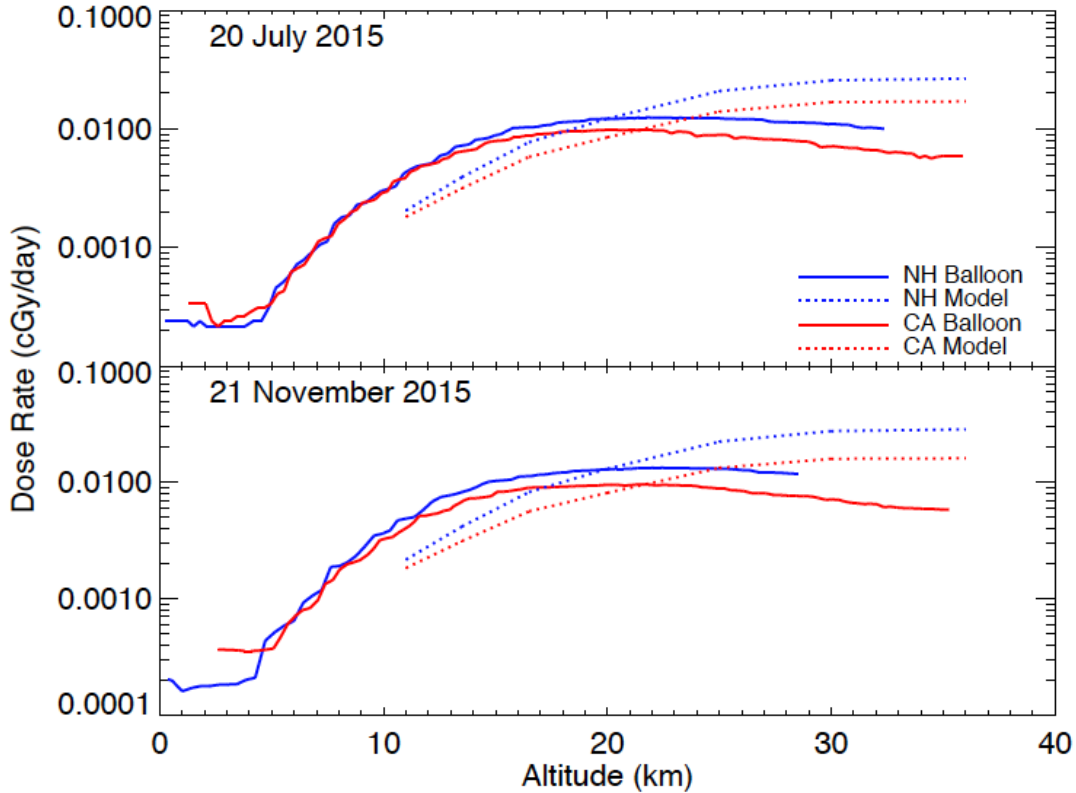 0.1000
20 July 2015
0.0100
0.0010
NH Balloon
NH Model
CA Balloon
CA Model
Dose Rate (cGy/day)
0.1000
21 November 2015
0.0100
0.0010
0.0001
0 10 20 30 40
Altitude (km)